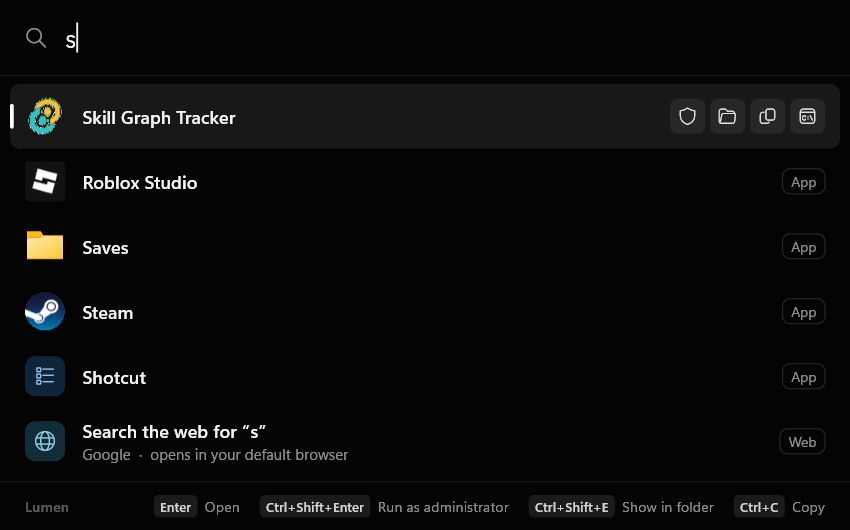 s
Skill Graph Tracker
C:\
Roblox Studio
App
Saves
App
Steam
App
Shotcut
App
Search the web for “s”
Google · opens in your default browser
Web
Lumen
Enter Open
Ctrl+Shift+Enter Run as administrator
Ctrl+Shift+E Show in folder
Ctrl+C Copy